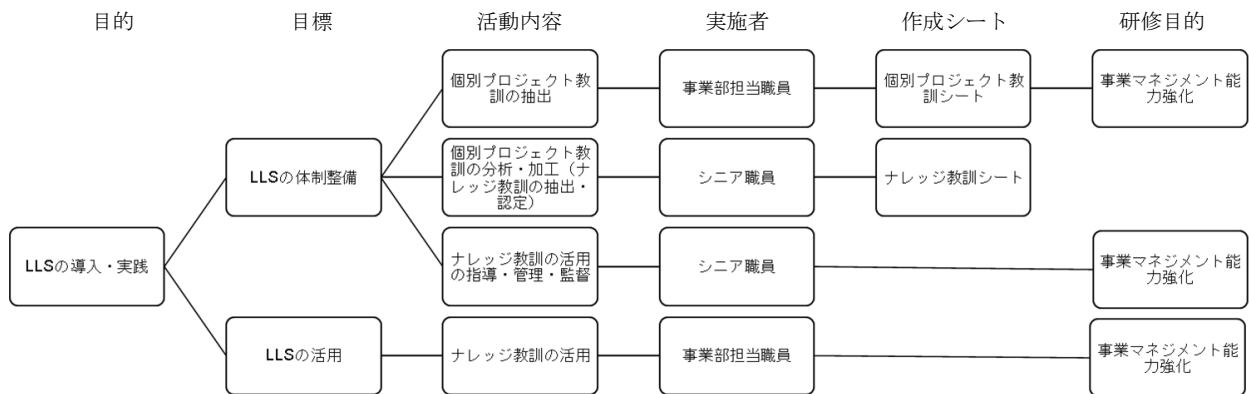 目的
目標
活動内容
実施者
作成シート
研修目的
個別プロジェクト教
訓の抽出
事業部担当職員
個別プロジェクト教
訓シート
事業マネジメント能
力強化
LLSの体制整備
個別プロジェクト教
訓の分析・加工（ナ
レッジ教訓の抽出・
認定）
シニア職員
ナレッジ教訓シート
LLSの導入・実践
ナレッジ教訓の活用
の指導・管理・監督
シニア職員
事業マネジメント能
力強化
LLSの活用
ナレッジ教訓の活用
事業部担当職員
事業マネジメント能
力強化